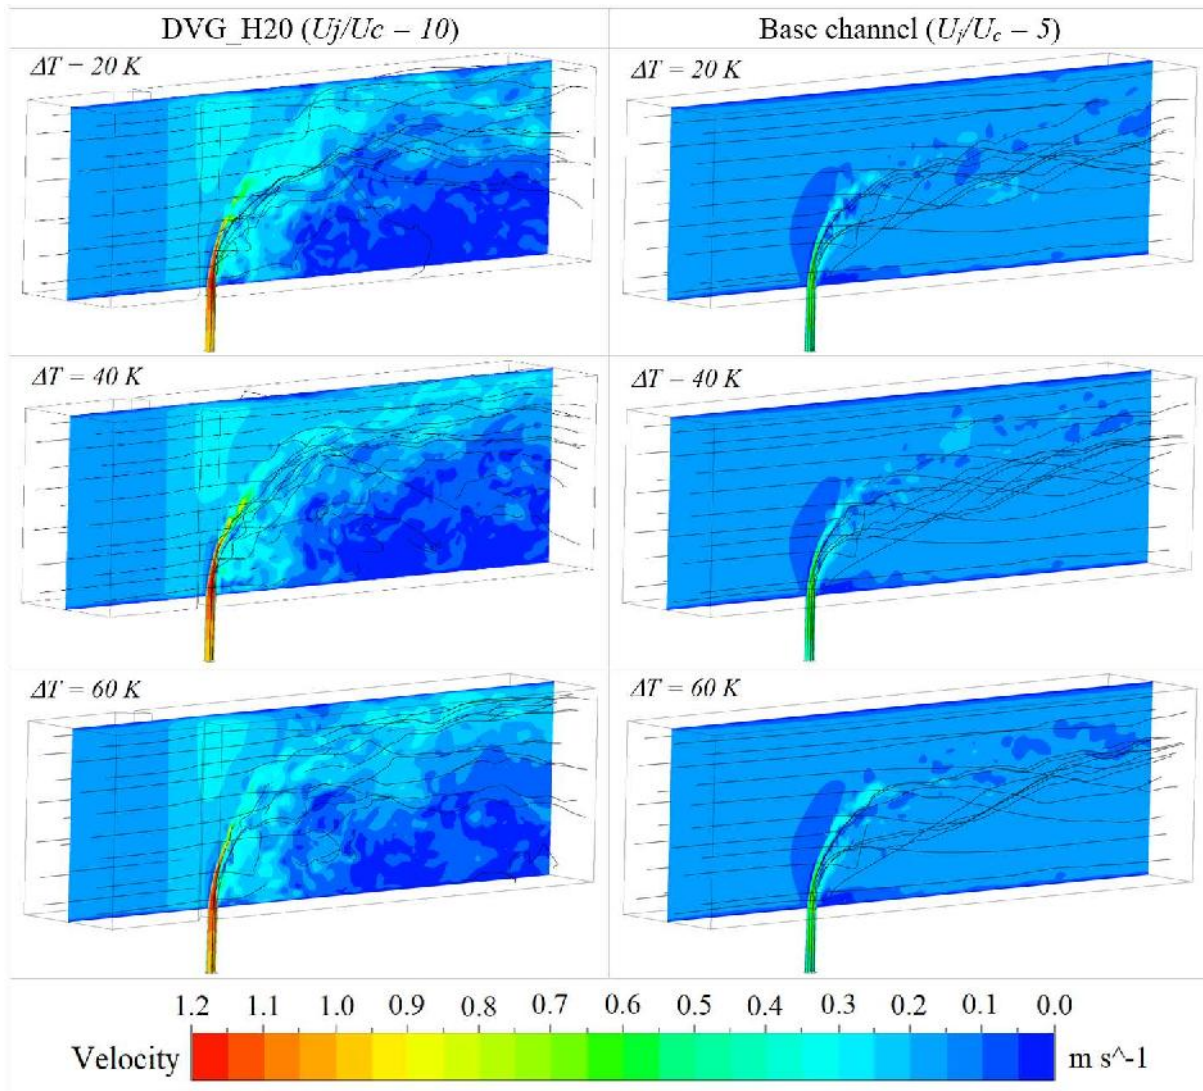 DVG_H20 (Uj/Uc – 10)
Base channel (Uj/Uc – 5)
ΔT – 20 K
ΔT = 20 K
ΔT = 40 K
ΔT – 40 K
ΔT = 60 K
ΔT = 60 K
1.2 1.1 1.0 0.9 0.8 0.7 0.6 0.5 0.4 0.3 0.2 0.1 0.0
Velocity
m s^-1